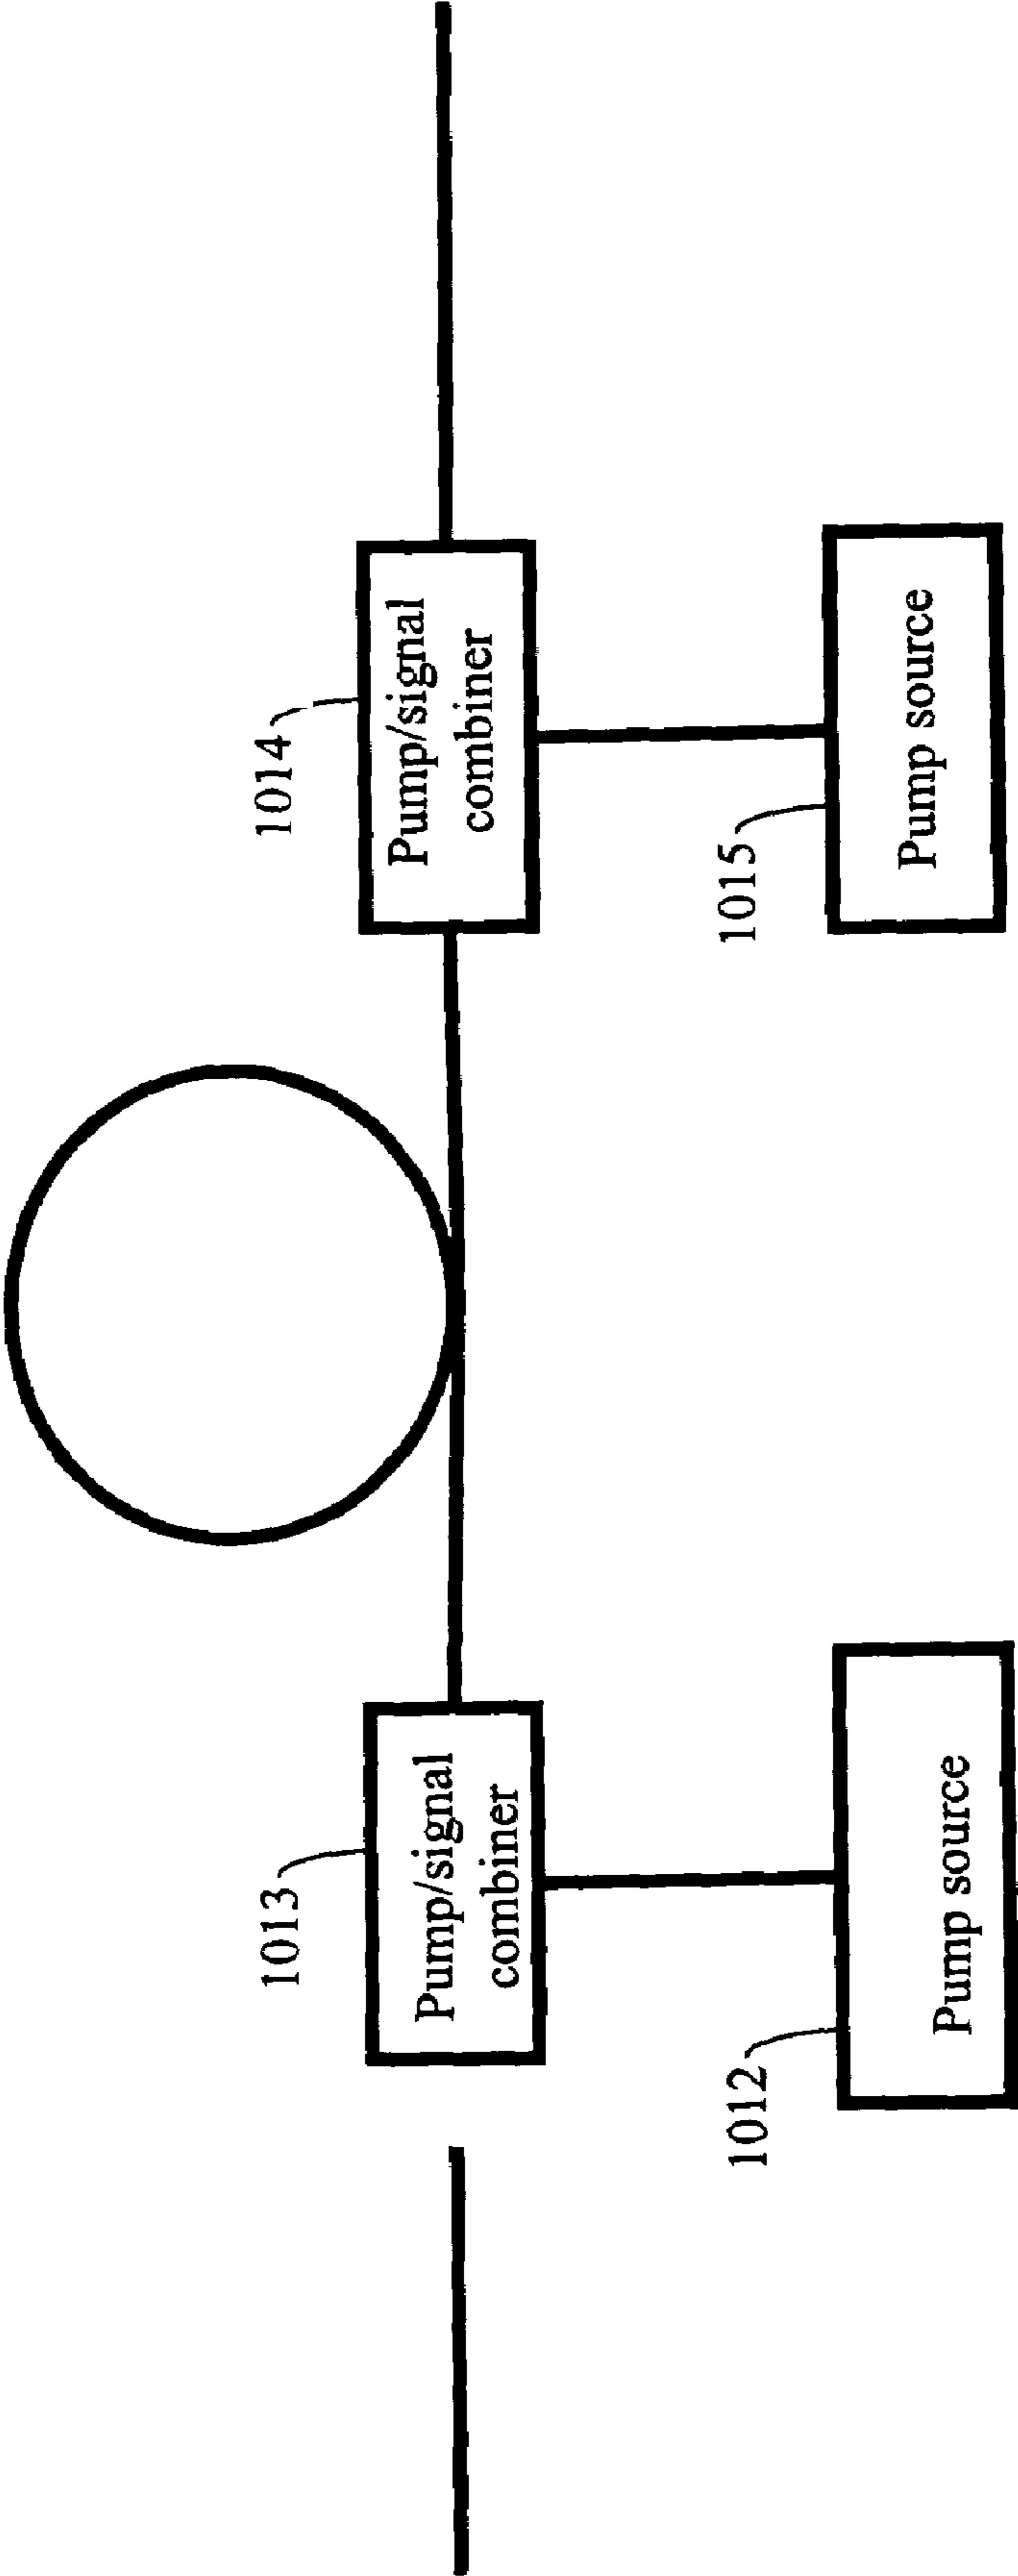 1013
Pump/signal
combiner
1014
Pump/signal
combiner
1012
Pump source
1015
Pump source